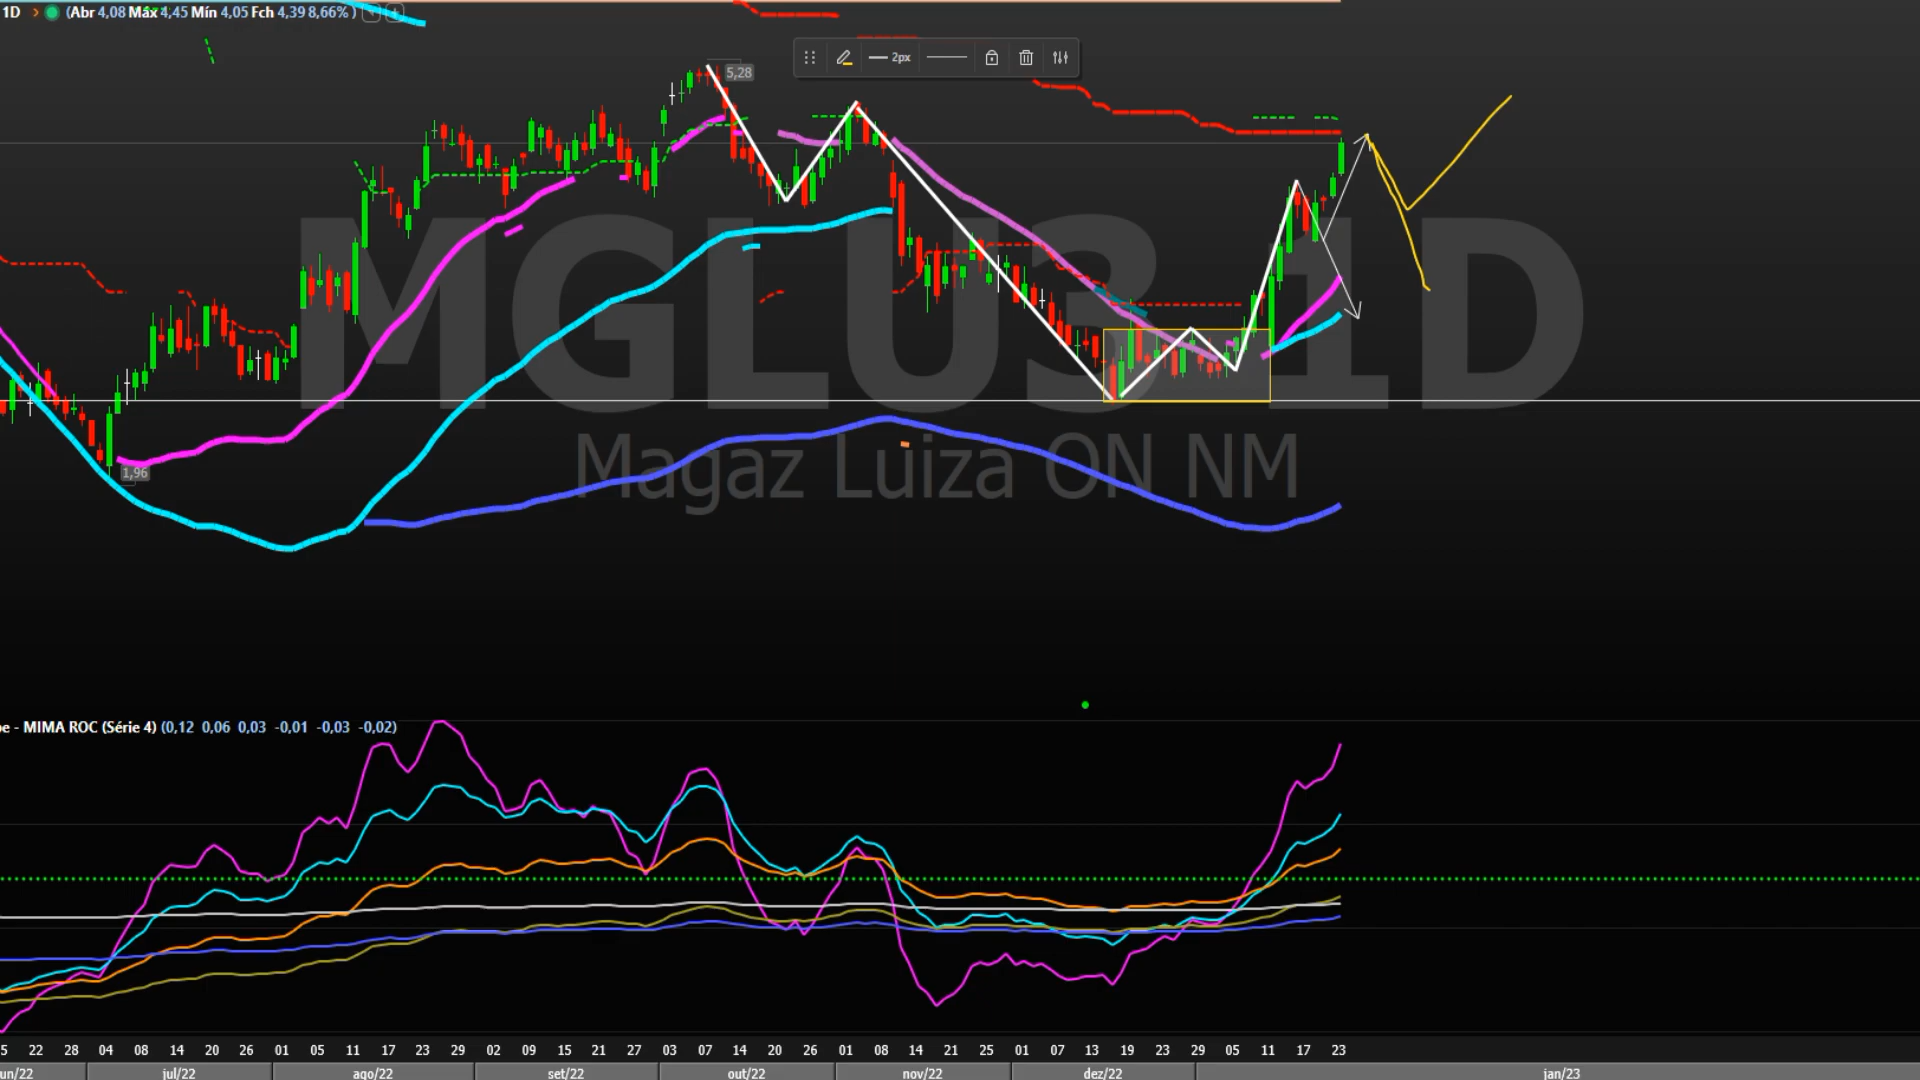 1D (Abr 4,08 Máx 4,45 Mín 4,05 Fch 4,39 8,66% )
2px
5,28
MGLU3 1D
Magaz Luiza ON NM
1,96
- MIMA ROC (Série 4) (0,12 0,06 0,03 -0,01 -0,03 -0,02)
5 22 28 04 08 14 20 26 01 05 11 17 23 29 02 09 15 21 27 03 07 14 20 26 01 08 14 21 25 01 07 13 19 23 29 05 11 17 23
un/22 jul/22 ago/22 set/22 out/22 nov/22 dez/22 jan/23